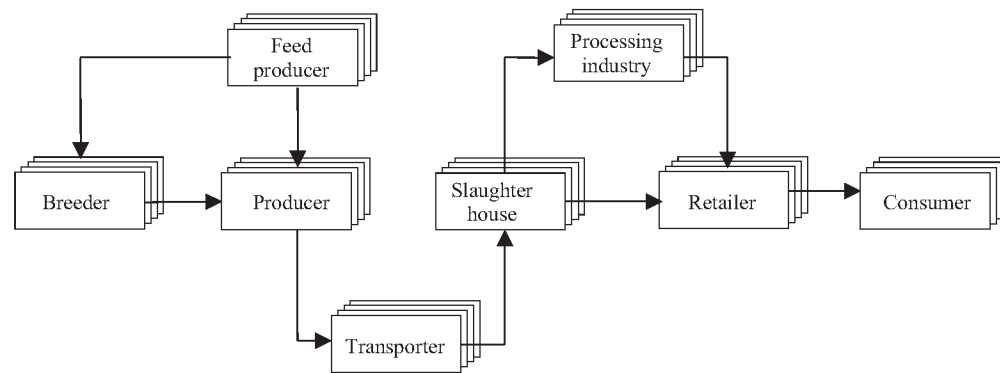 Feed
producer
Processing
industry
Breeder
Producer
Slaughter
house
Retailer
Consumer
Transporter